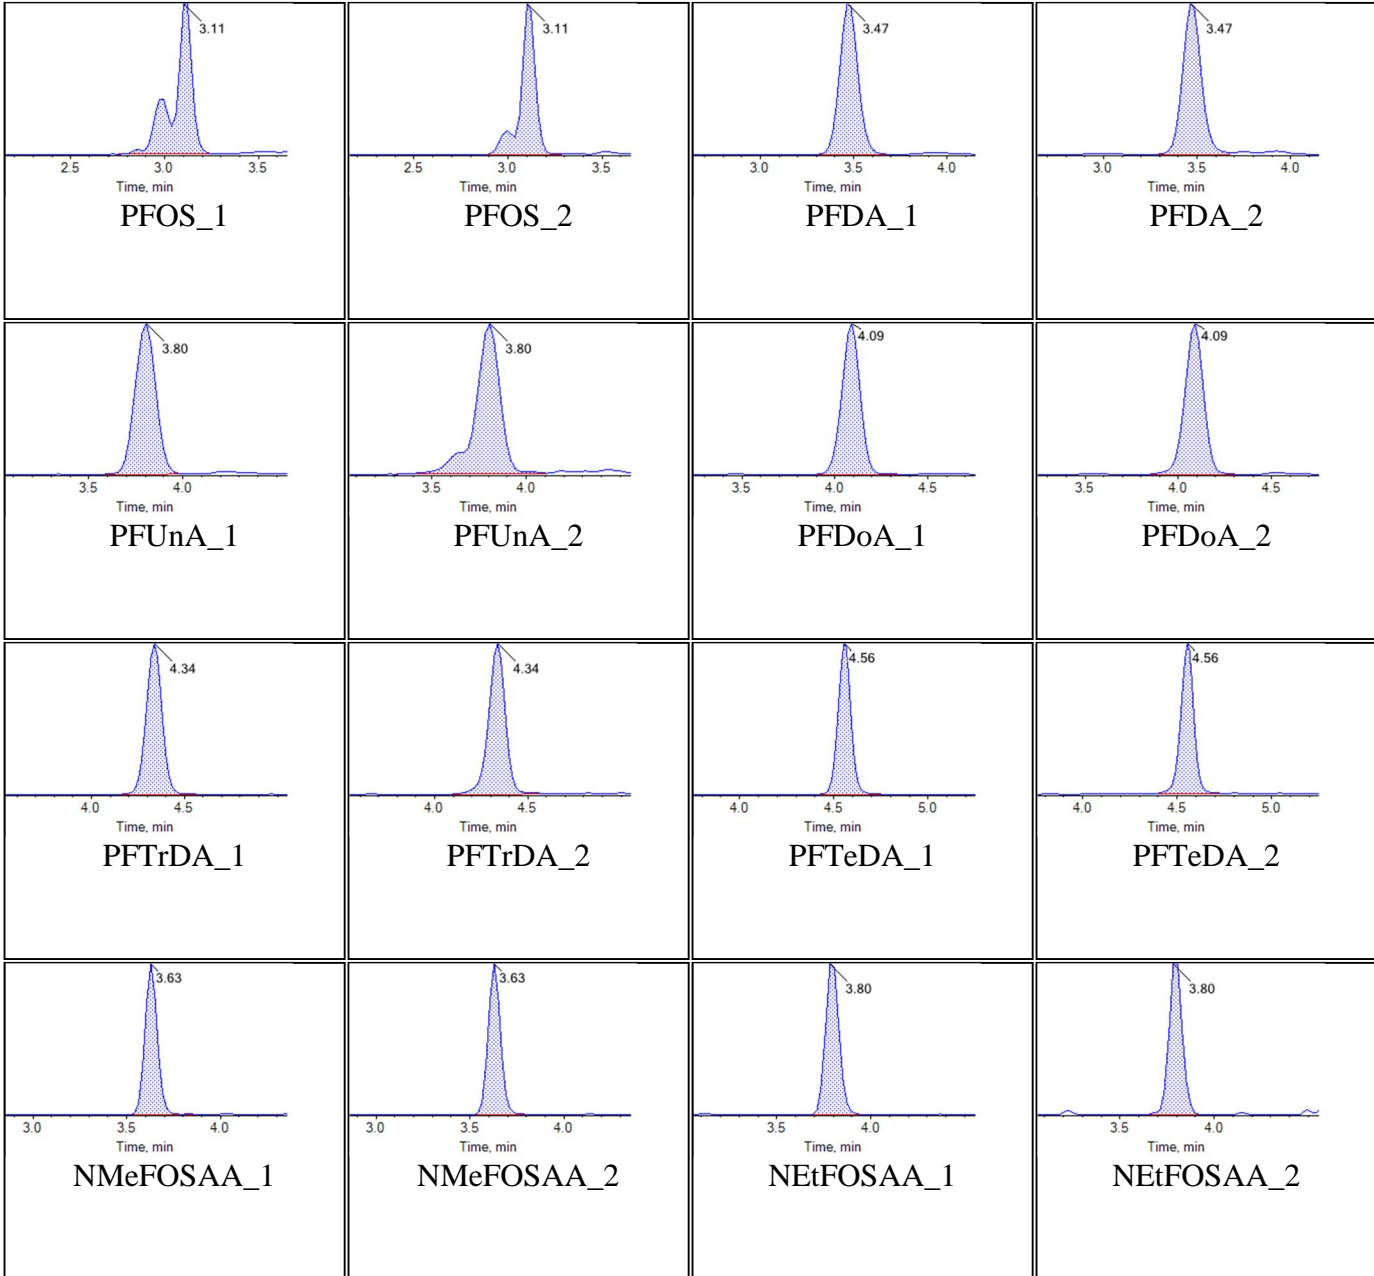 3.11
2.5 3.0 3.5
Time, min
PFOS_1
3.11
2.5 3.0 3.5
Time, min
PFOS_2
3.47
3.0 3.5 4.0
Time, min
PFDA_1
3.47
3.0 3.5 4.0
Time, min
PFDA_2
3.80
3.5 4.0
Time, min
PFUnA_1
3.80
3.5 4.0
Time, min
PFUnA_2
4.09
3.5 4.0 4.5
Time, min
PFDoA_1
4.09
3.5 4.0 4.5
Time, min
PFDoA_2
4.34
4.0 4.5
Time, min
PFTrDA_1
4.34
4.0 4.5
Time, min
PFTrDA_2
4.56
4.0 4.5 5.0
Time, min
PFTeDA_1
4.56
4.0 4.5 5.0
Time, min
PFTeDA_2
3.63
3.0 3.5 4.0
Time, min
NMeFOSAA_1
3.63
3.0 3.5 4.0
Time, min
NMeFOSAA_2
3.80
3.5 4.0
Time, min
NEtFOSAA_1
3.80
3.5 4.0
Time, min
NEtFOSAA_2